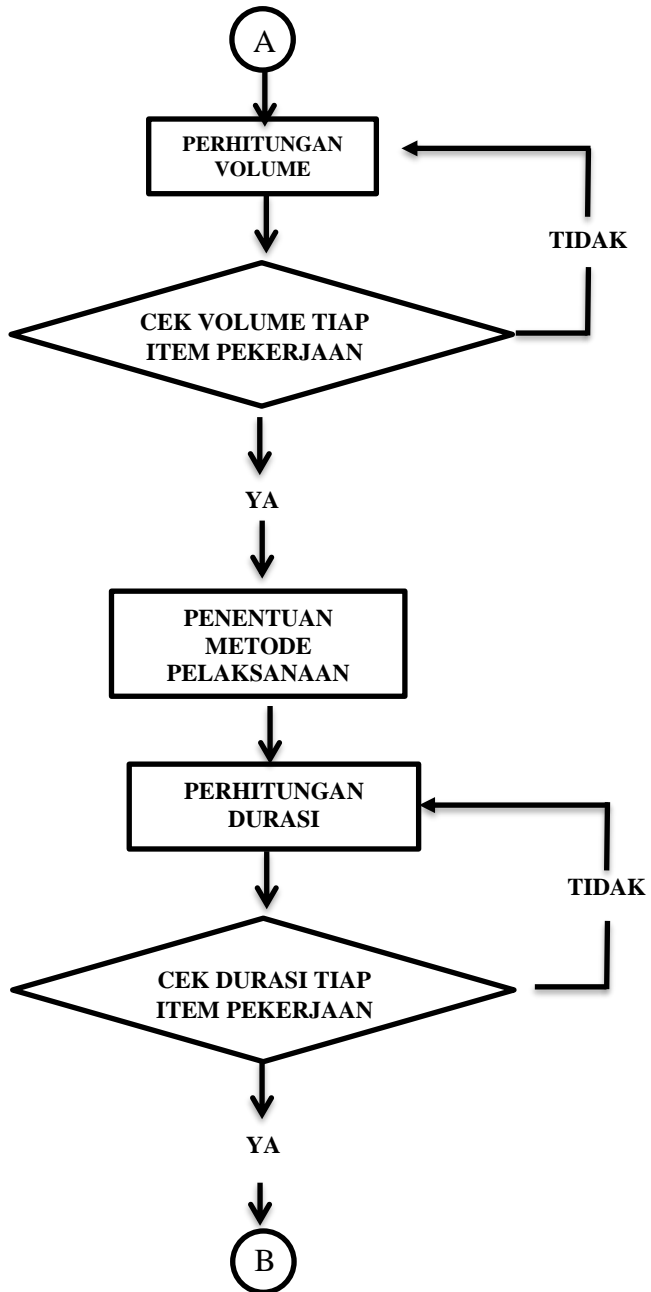 A
PERHITUNGAN
VOLUME
TIDAK
CEK VOLUME TIAP
ITEM PEKERJAAN
YA
PENENTUAN
METODE
PELAKSANAAN
PERHITUNGAN
DURASI
TIDAK
CEK DURASI TIAP
ITEM PEKERJAAN
YA
B